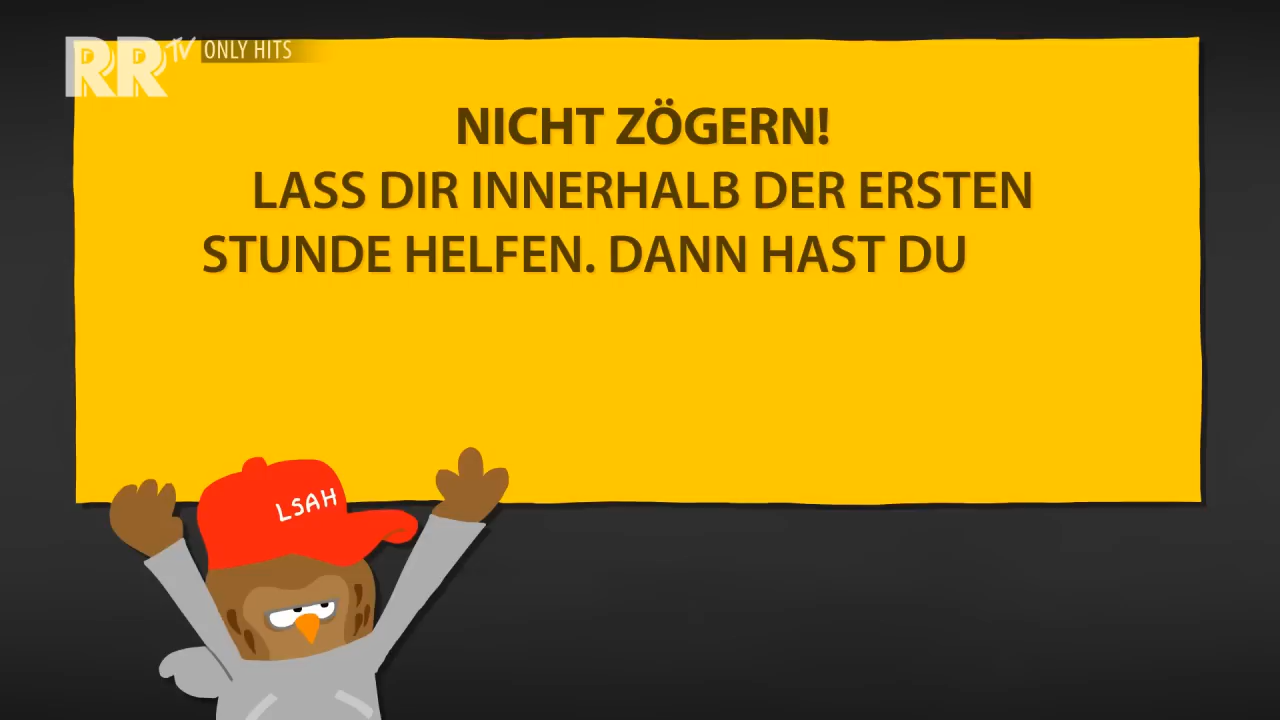 RR TV ONLY HITS
NICHT ZÖGERN!
LASS DIR INNERHALB DER ERSTEN
STUNDE HELFEN. DANN HAST DU
LSAH